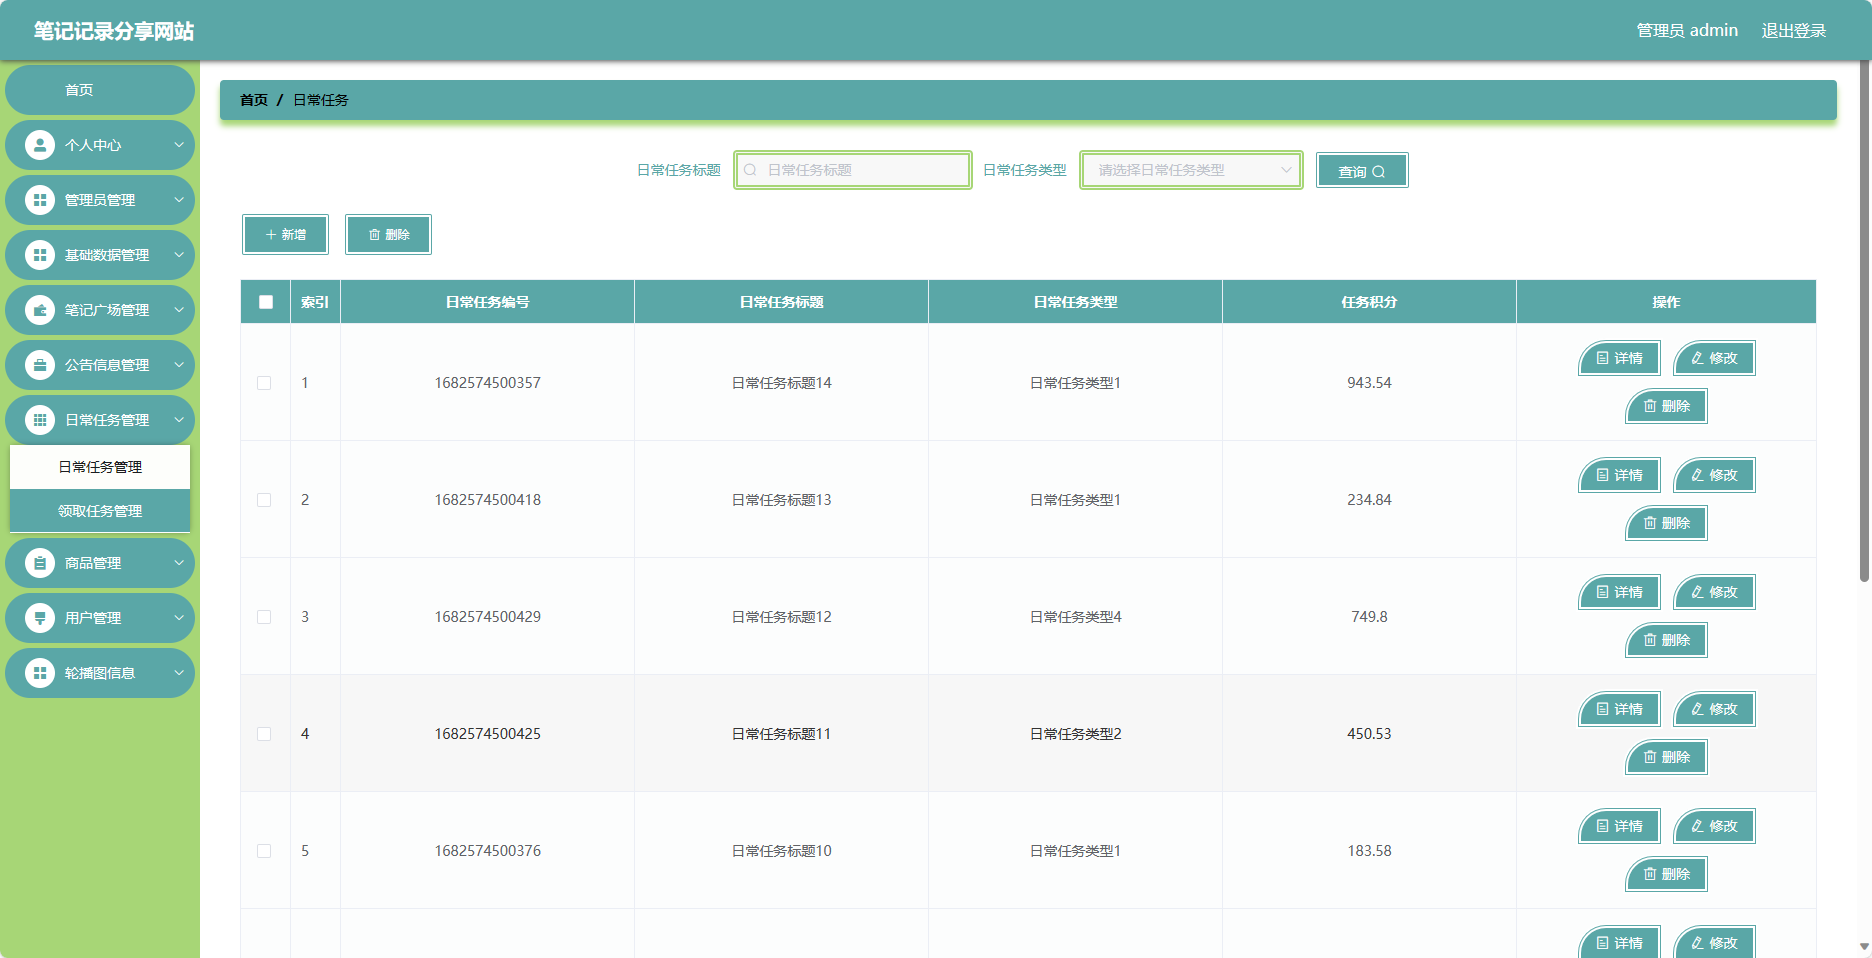 笔记记录分享网站
管理员 admin 退出登录
首页
个人中心
管理员管理
基础数据管理
笔记广场管理
公告信息管理
日常任务管理
日常任务管理
领取任务管理
商品管理
用户管理
轮播图信息
首页 / 日常任务
日常任务标题 日常任务标题 日常任务类型 请选择日常任务类型 查询
新增 删除
索引 日常任务编号 日常任务标题 日常任务类型 任务积分 操作
1 1682574500357 日常任务标题14 日常任务类型1 943.54 详情 修改
删除
2 1682574500418 日常任务标题13 日常任务类型1 234.84 详情 修改
删除
3 1682574500429 日常任务标题12 日常任务类型4 749.8 详情 修改
删除
4 1682574500425 日常任务标题11 日常任务类型2 450.53 详情 修改
删除
5 1682574500376 日常任务标题10 日常任务类型1 183.58 详情 修改
删除
详情 修改